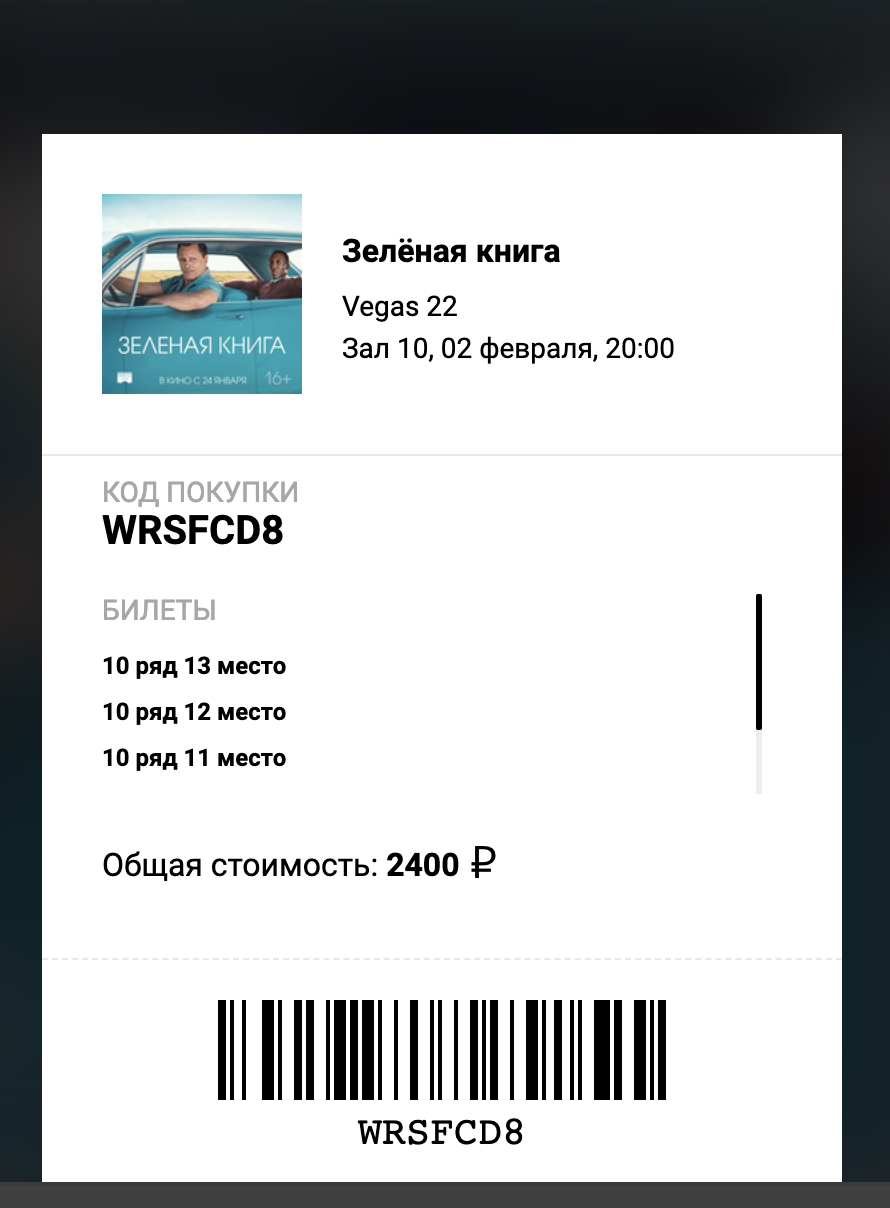 ЗЕЛЕНАЯ КНИГА
В КИНО С 24 ЯНВАРЯ
16+
Зелёная книга
Vegas 22
Зал 10, 02 февраля, 20:00
КОД ПОКУПКИ
WRSFCD8
БИЛЕТЫ
10 ряд 13 место
10 ряд 12 место
10 ряд 11 место
Общая стоимость: 2400 ₽
WRSFCD8